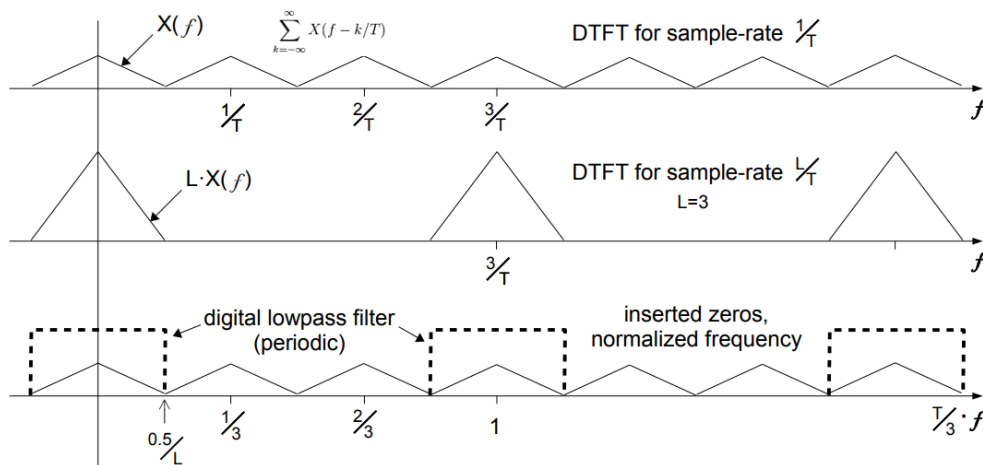 X(f)
∞
∑ X(f − k/T)
k=−∞
DTFT for sample-rate 1/T
1/T
2/T
3/T
f
L·X(f)
DTFT for sample-rate L/T
L=3
3/T
f
digital lowpass filter
(periodic)
inserted zeros,
normalized frequency
0.5/L
1/3
2/3
1
T/3 · f